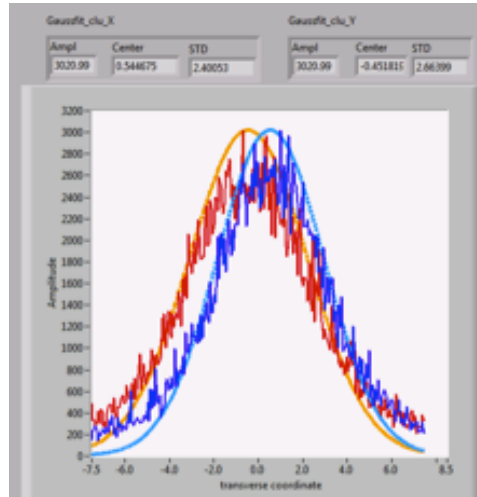 Gaussfit_clu_X Gaussfit_clu_Y
Ampl Center STD Ampl Center STD
3020.99 0.544675 2.40053 3020.99 -0.451815 2.66399
3200
3000
2800
2600
2400
2200
2000
1800
1600
1400
1200
1000
800
600
400
200
0
Amplitude
-7.5 -6.0 -4.0 -2.0 0.0 2.0 4.0 6.0 8.5
transverse coordinate